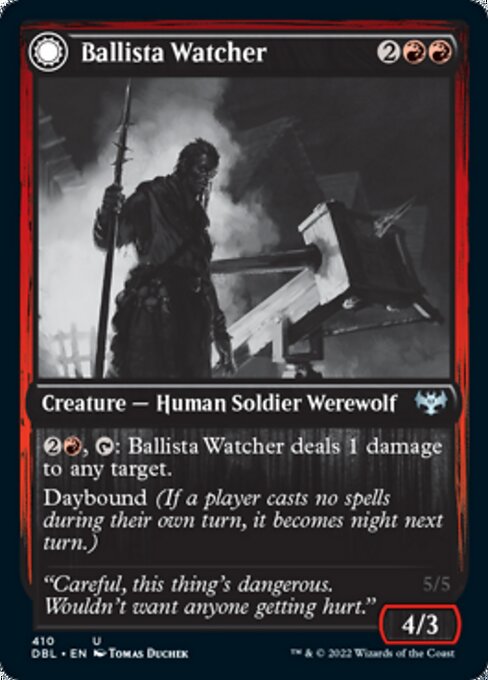 Ballista Watcher 2
Creature — Human Soldier Werewolf
2, : Ballista Watcher deals 1 damage
to any target.
Daybound (If a player casts no spells
during their own turn, it becomes night next
turn.)
“Careful, this thing’s dangerous.
Wouldn’t want anyone getting hurt.”
5/5
4/3
410 U
DBL • EN Tomas Duchek
™ & © 2022 Wizards of the Coast